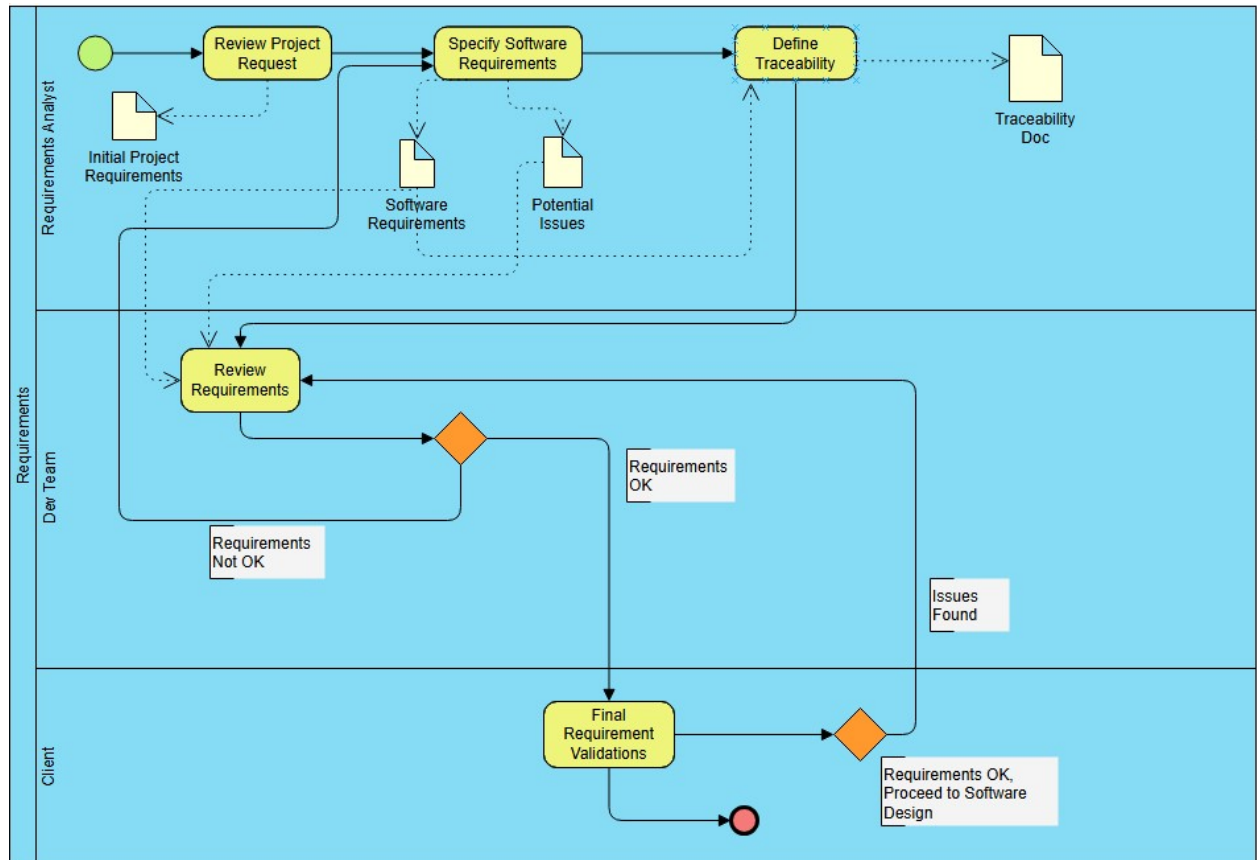 Requirements
Requirements Analyst
Review Project
Request
Specify Software
Requirements
Define
Traceability
Initial Project
Requirements
Software
Requirements
Potential
Issues
Traceability
Doc
Dev Team
Review
Requirements
Requirements
OK
Requirements
Not OK
Issues
Found
Client
Final
Requirement
Validations
Requirements OK,
Proceed to Software
Design